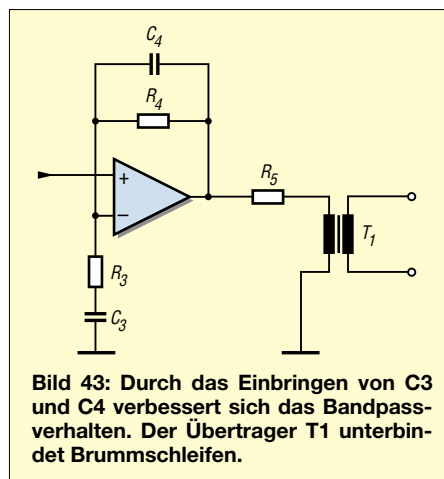 C4
R4
+
−
R5
T1
R3
C3
Bild 43: Durch das Einbringen von C3
und C4 verbessert sich das Bandpass-
verhalten. Der Übertrager T1 unterbin-
det Brummschleifen.